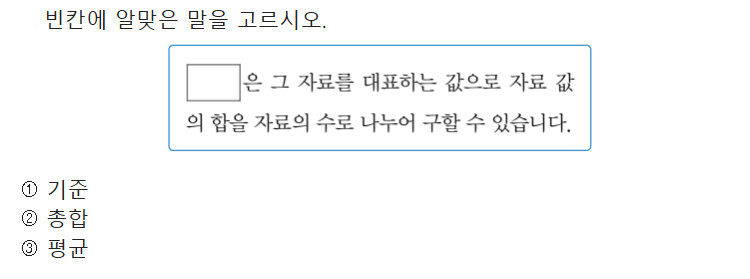 빈칸에 알맞은 말을 고르시오.
은 그 자료를 대표하는 값으로 자료 값
의 합을 자료의 수로 나누어 구할 수 있습니다.
① 기준
② 총합
③ 평균